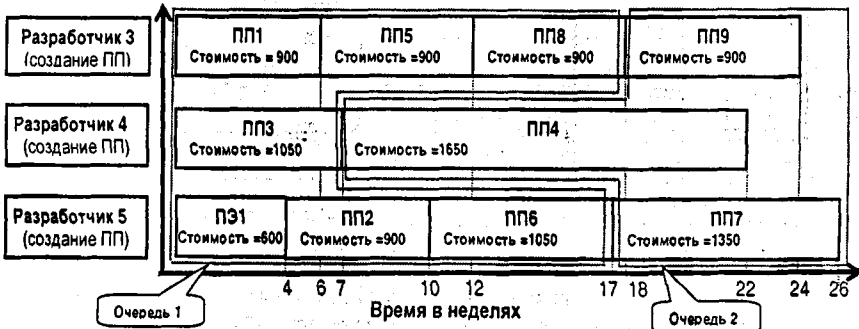 Разработчик 3
(создание ПП)
ПП1
Стоимость = 900
ПП5
Стоимость =900
ПП8
Стоимость =900
ПП9
Стоимость =900
Разработчик 4
(создание ПП)
ПП3
Стоимость =1050
ПП4
Стоимость =1650
Разработчик 5
(создание ПП)
ПЭ1
Стоимость =600
ПП2
Стоимость =900
ПП6
Стоимость =1050
ПП7
Стоимость =1350
4 6 7 10 12 17 18 22 24 26
Время в неделях
Очередь 1
Очередь 2